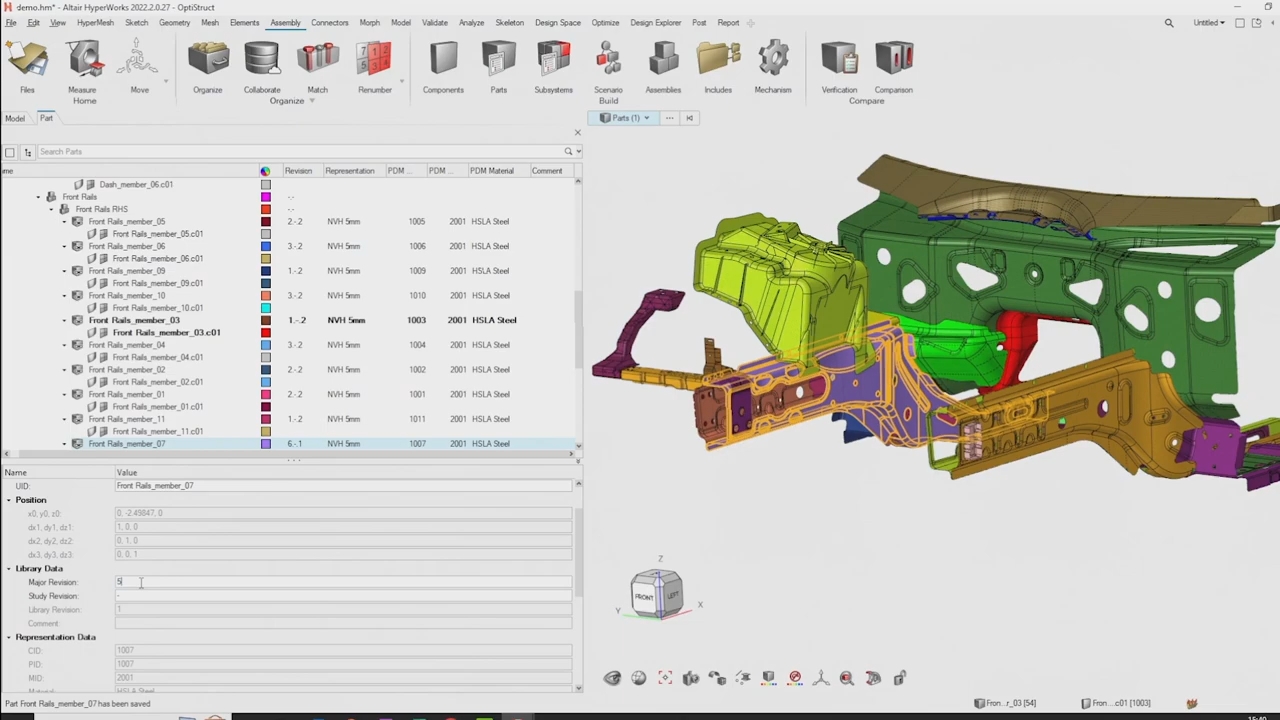 demo.hm* - Altair HyperWorks 2022.2.0.27 - OptiStruct
File Edit View HyperMesh Sketch Geometry Mesh Elements Assembly Connectors Morph Model Validate Analyze Skeleton Design Space Optimize Design Explorer Post Report Untitled
Files Measure Move Organize Collaborate Match Renumber Components Parts Subsystems Scenario Assemblies Includes Mechanism Verification Comparison
Home Organize Build Compare
Model Part Parts (1)
Search Parts
ame Revision Representation PDM ... PDM ... PDM Material Comment
Dash_member_06.c01
Front Rails -.-
Front Rails RHS -.-
Front Rails_member_05 2.-.2 NVH 5mm 1005 2001 HSLA Steel
Front Rails_member_05.c01
Front Rails_member_06 3.-.2 NVH 5mm 1006 2001 HSLA Steel
Front Rails_member_06.c01
Front Rails_member_09 1.-.2 NVH 5mm 1009 2001 HSLA Steel
Front Rails_member_09.c01
Front Rails_member_10 3.-.2 NVH 5mm 1010 2001 HSLA Steel
Front Rails_member_10.c01
Front Rails_member_03 1.-.2 NVH 5mm 1003 2001 HSLA Steel
Front Rails_member_03.c01
Front Rails_member_04 1.-.2 NVH 5mm 1004 2001 HSLA Steel
Front Rails_member_04.c01
Front Rails_member_02 2.-.2 NVH 5mm 1002 2001 HSLA Steel
Front Rails_member_02.c01
Front Rails_member_01 2.-.2 NVH 5mm 1001 2001 HSLA Steel
Front Rails_member_01.c01
Front Rails_member_11 1.-.2 NVH 5mm 1011 2001 HSLA Steel
Front Rails_member_11.c01
Front Rails_member_07 6.-.1 NVH 5mm 1007 2001 HSLA Steel
Name Value
UID: Front Rails_member_07
Position
x0, y0, z0: 0, -2.49847, 0
dx1, dy1, dz1: 1, 0, 0
dx2, dy2, dz2: 0, 1, 0
dx3, dy3, dz3: 0, 0, 1
Library Data
Major Revision: 5
Study Revision: -
Library Revision: 1
Comment:
Representation Data
CID: 1007
PID: 1007
MID: 2001
HSLA Steel
Z
FRONT LEFT
Y X
Part Front Rails_member_07 has been saved
Fron...r_03 [54] Fron...c01 [1003]